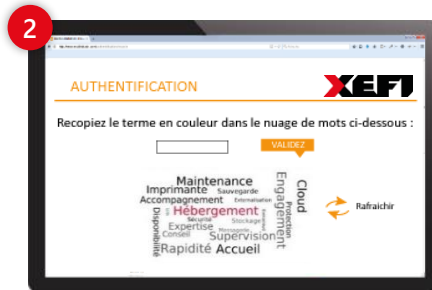 2
AUTHENTIFICATION
XEFI
Recopiez le terme en couleur dans le nuage de mots ci-dessous :
VALIDEZ
Maintenance
Imprimante Sauvegarde
Accompagnement Externalisation
Hébergement
Sécurité Stockage
Expertise Messagerie
Conseil Supervision
Rapidité Accueil
Disponibilité
Engagement
Protection
Cloud
Rafraichir